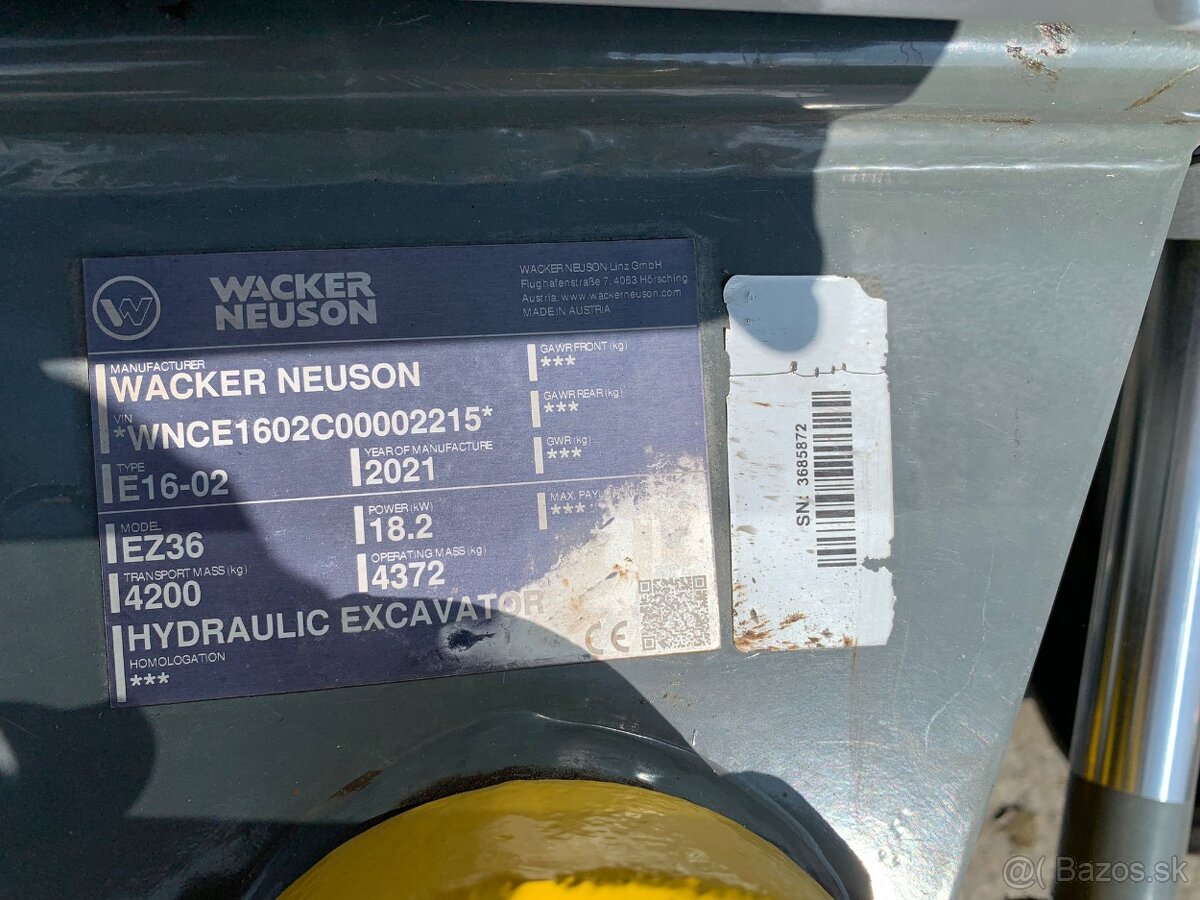 W
WACKER
NEUSON
WACKER NEUSON Linz GmbH
Flughafenstraße 7, 4063 Hörsching
Austria, www.wackerneuson.com
MADE IN AUSTRIA
MANUFACTURER
WACKER NEUSON
VIN
*WNCE1602C00002215*
TYPE
E16-02
YEAR OF MANUFACTURE
2021
MODEL
EZ36
POWER (kW)
18.2
TRANSPORT MASS (kg)
4200
OPERATING MASS (kg)
4372
HYDRAULIC EXCAVATOR
HOMOLOGATION
***
GAWR FRONT (kg)
***
GAWR REAR (kg)
***
GWR (kg)
***
MAX. PAYL
***
CE
SN: 3685872
@( Bazos.sk